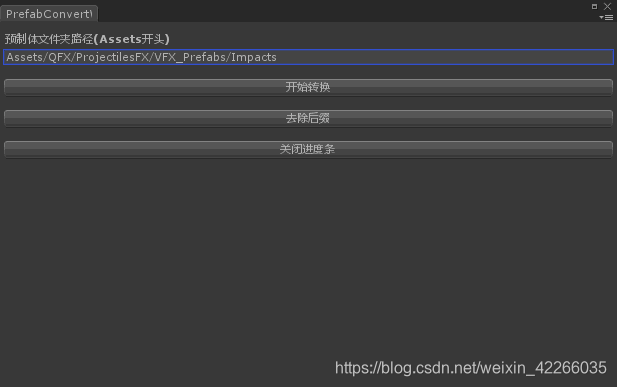 PrefabConvertW
预制体文件夹路径(Assets开头)
Assets/QFX/ProjectilesFX/VFX_Prefabs/Impacts
开始转换
去除后缀
关闭进度条
https://blog.csdn.net/weixin_42266035